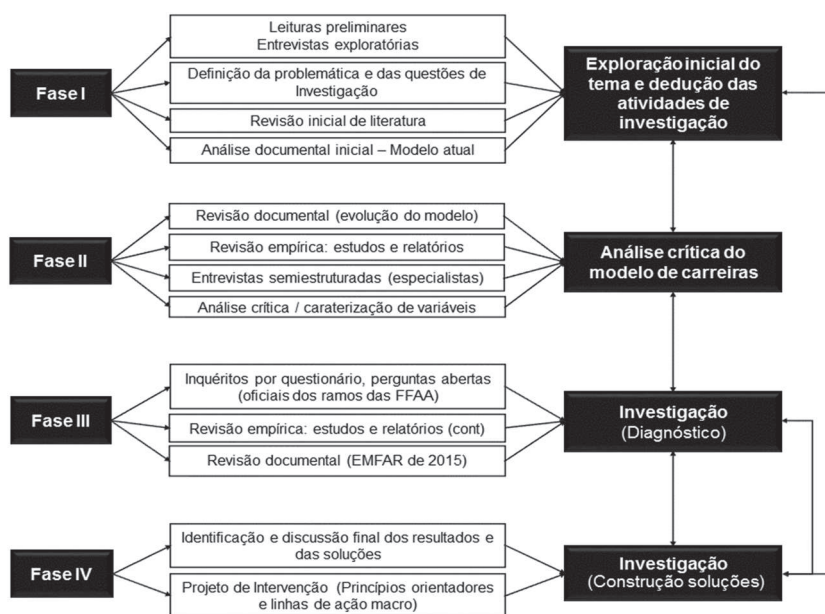 Fase I
Leituras preliminares
Entrevistas exploratórias
Definição da problemática e das questões de
Investigação
Revisão inicial de literatura
Análise documental inicial – Modelo atual
Exploração inicial do
tema e dedução das
atividades de
investigação
Fase II
Revisão documental (evolução do modelo)
Revisão empírica: estudos e relatórios
Entrevistas semiestruturadas (especialistas)
Análise crítica / caraterização de variáveis
Análise crítica do
modelo de carreiras
Fase III
Inquéritos por questionário, perguntas abertas
(oficiais dos ramos das FFAA)
Revisão empírica: estudos e relatórios (cont)
Revisão documental (EMFAR de 2015)
Investigação
(Diagnóstico)
Fase IV
Identificação e discussão final dos resultados e
das soluções
Projeto de Intervenção (Princípios orientadores
e linhas de ação macro)
Investigação
(Construção soluções)